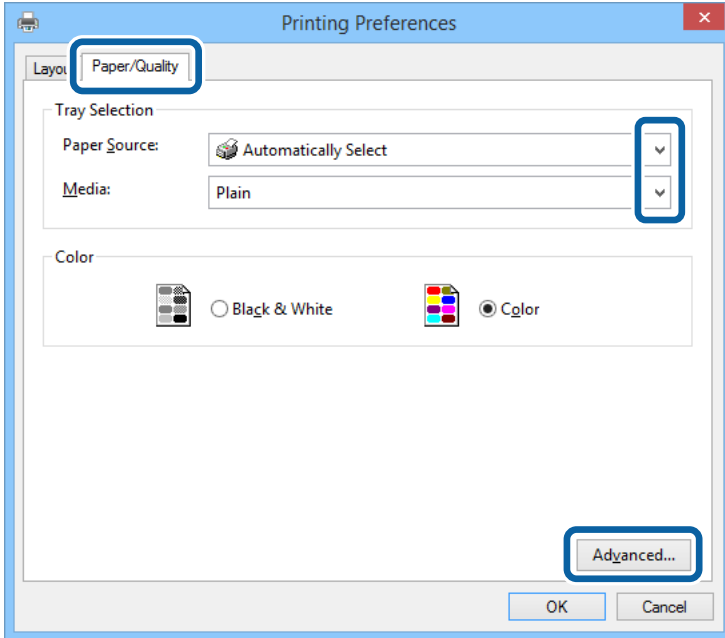 Printing Preferences
Layou Paper/Quality
Tray Selection
Paper Source: Automatically Select
Media: Plain
Color
Black & White Color
Advanced...
OK Cancel